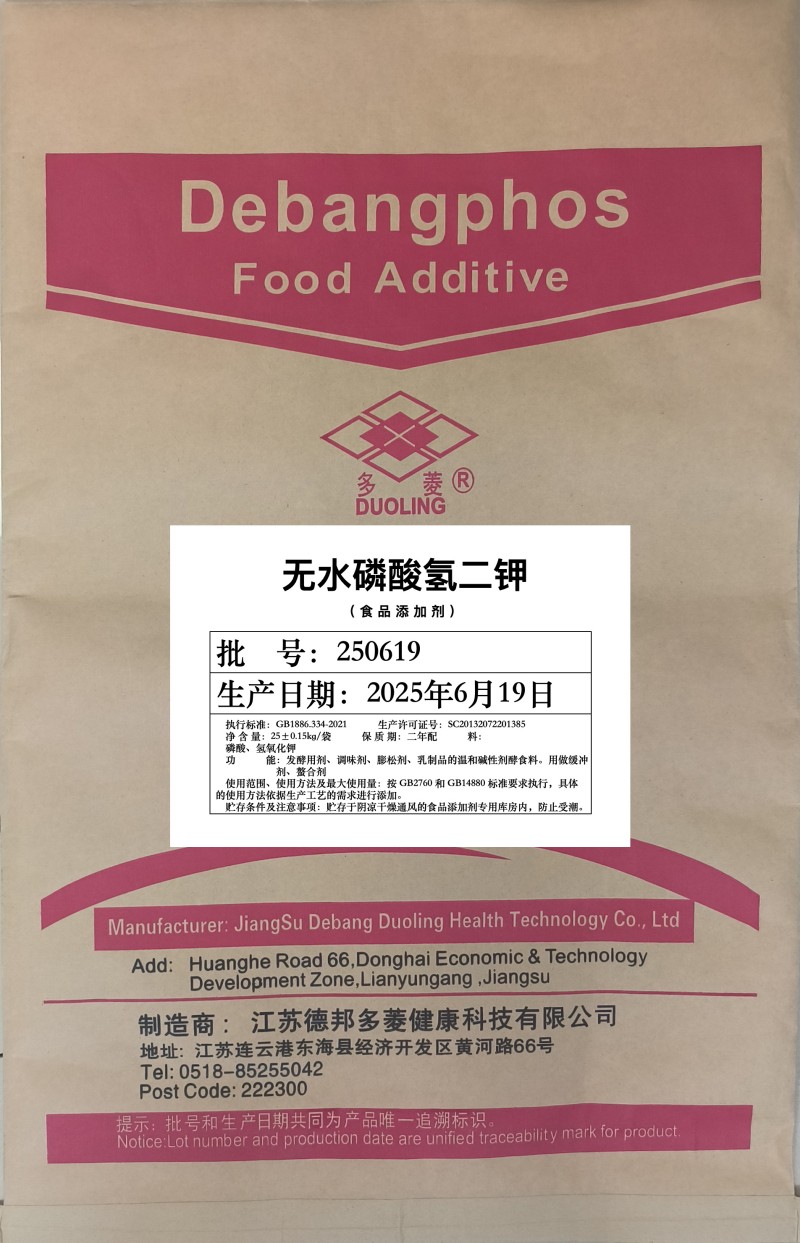 Debangphos
Food Additive
多菱®
DUOLING
无水磷酸氢二钾
(食品添加剂)
批 号: 250619
生产日期: 2025年6月19日
执行标准: GB1886.334-2021 生产许可证号: SC20132072201385
净 含 量: 25±0.15kg/袋 保 质 期: 二年配 料:
磷酸、氢氧化钾
功 能: 发酵用剂、调味剂、膨松剂、乳制品的温和碱性剂酵食料。用做缓冲
剂、螯合剂
使用范围、使用方法及最大使用量: 按 GB2760 和 GB14880 标准要求执行, 具体
的使用方法依据生产工艺的需求进行添加。
贮存条件及注意事项: 贮存于阴凉干燥通风的食品添加剂专用库房内, 防止受潮。
Manufacturer: JiangSu Debang Duoling Health Technology Co., Ltd
Add: Huanghe Road 66,Donghai Economic & Technology
Development Zone,Lianyungang ,Jiangsu
制造商: 江苏德邦多菱健康科技有限公司
地址: 江苏连云港东海县经济开发区黄河路66号
Tel: 0518-85255042
Post Code: 222300
提示: 批号和生产日期共同为产品唯一追溯标识。
Notice:Lot number and production date are unified traceability mark for product.